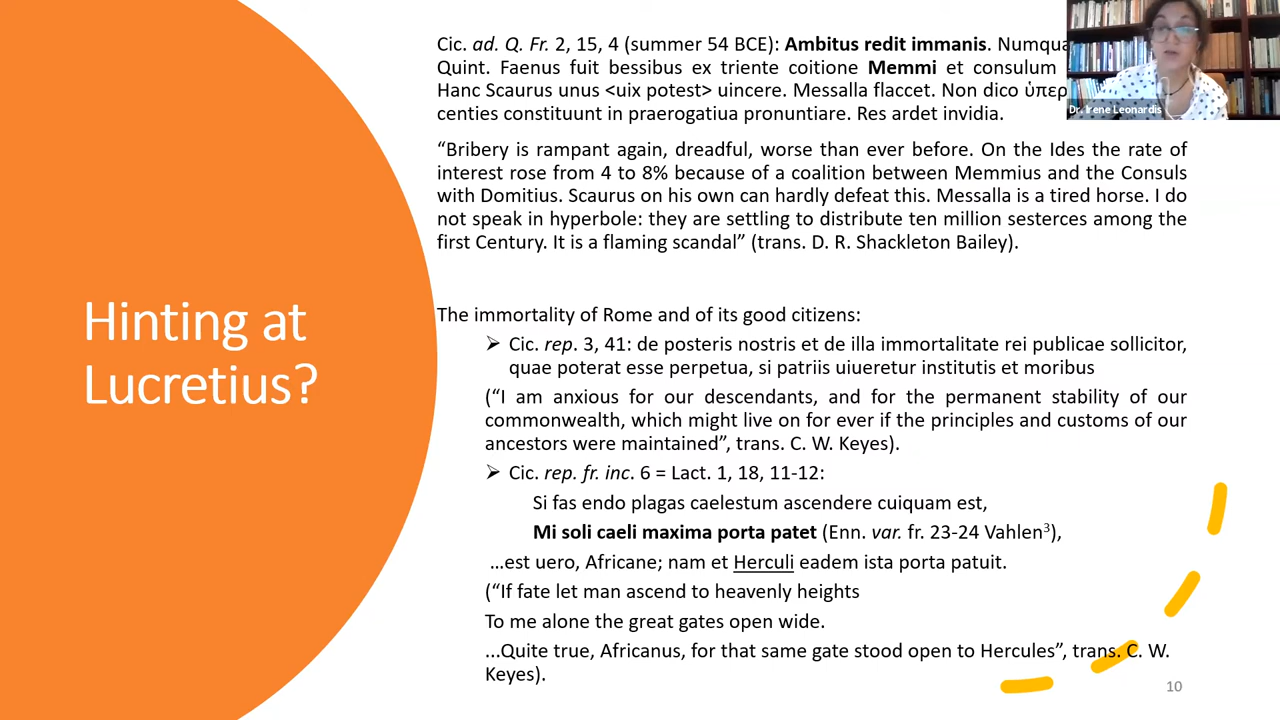 Hinting at
Lucretius?
Cic. ad. Q. Fr. 2, 15, 4 (summer 54 BCE): Ambitus redit immanis.
Quint. Faenus fuit bessibus ex triente coitione Memmi et consulum
Hanc Scaurus unus <uix potest> uincere. Messalla flaccet. Non dico ὑπερ
centies constituunt in praerogatiua pronuntiare. Res ardet invidia.
“Bribery is rampant again, dreadful, worse than ever before. On the Ides the rate of
interest rose from 4 to 8% because of a coalition between Memmius and the Consuls
with Domitius. Scaurus on his own can hardly defeat this. Messalla is a tired horse. I do
not speak in hyperbole: they are settling to distribute ten million sesterces among the
first Century. It is a flaming scandal” (trans. D. R. Shackleton Bailey).
The immortality of Rome and of its good citizens:
➢ Cic. rep. 3, 41: de posteris nostris et de illa immortalitate rei publicae sollicitor,
quae poterat esse perpetua, si patriis uiueretur institutis et moribus
(“I am anxious for our descendants, and for the permanent stability of our
commonwealth, which might live on for ever if the principles and customs of our
ancestors were maintained”, trans. C. W. Keyes).
➢ Cic. rep. fr. inc. 6 = Lact. 1, 18, 11-12:
Si fas endo plagas caelestum ascendere cuiquam est,
Mi soli caeli maxima porta patet (Enn. var. fr. 23-24 Vahlen³),
…est uero, Africane; nam et Herculi eadem ista porta patuit.
(“If fate let man ascend to heavenly heights
To me alone the great gates open wide.
...Quite true, Africanus, for that same gate stood open to Hercules”, trans. C. W.
Keyes).
10
Dr. Irene Leonardis